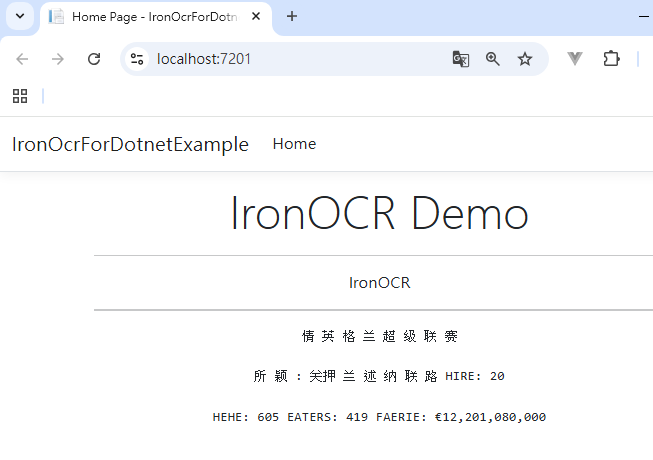 Home Page - IronOcrForDotn
localhost:7201
IronOcrForDotnetExample Home
IronOCR Demo
IronOCR
倩 英 格 兰 超 级 联 赛
所 颖 : 关押 兰 述 纳 联 路 HIRE: 20
HEHE: 605 EATERS: 419 FAERIE: €12,201,080,000